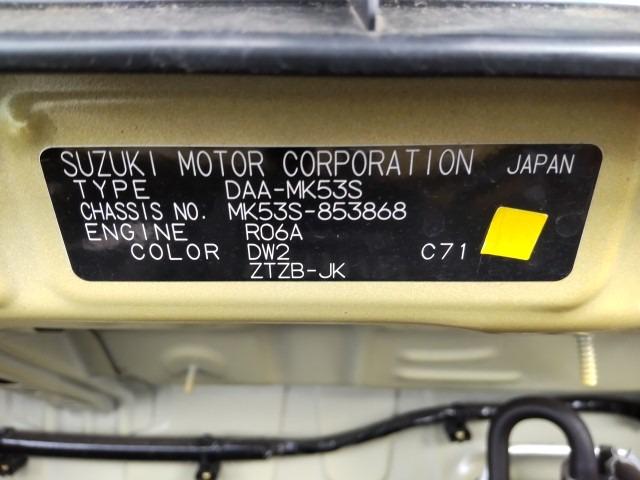 SUZUKI MOTOR CORPORATION JAPAN
TYPE DAA-MK53S
CHASSIS NO. MK53S-853868
ENGINE R06A
COLOR DW2 C71
ZTZB-JK